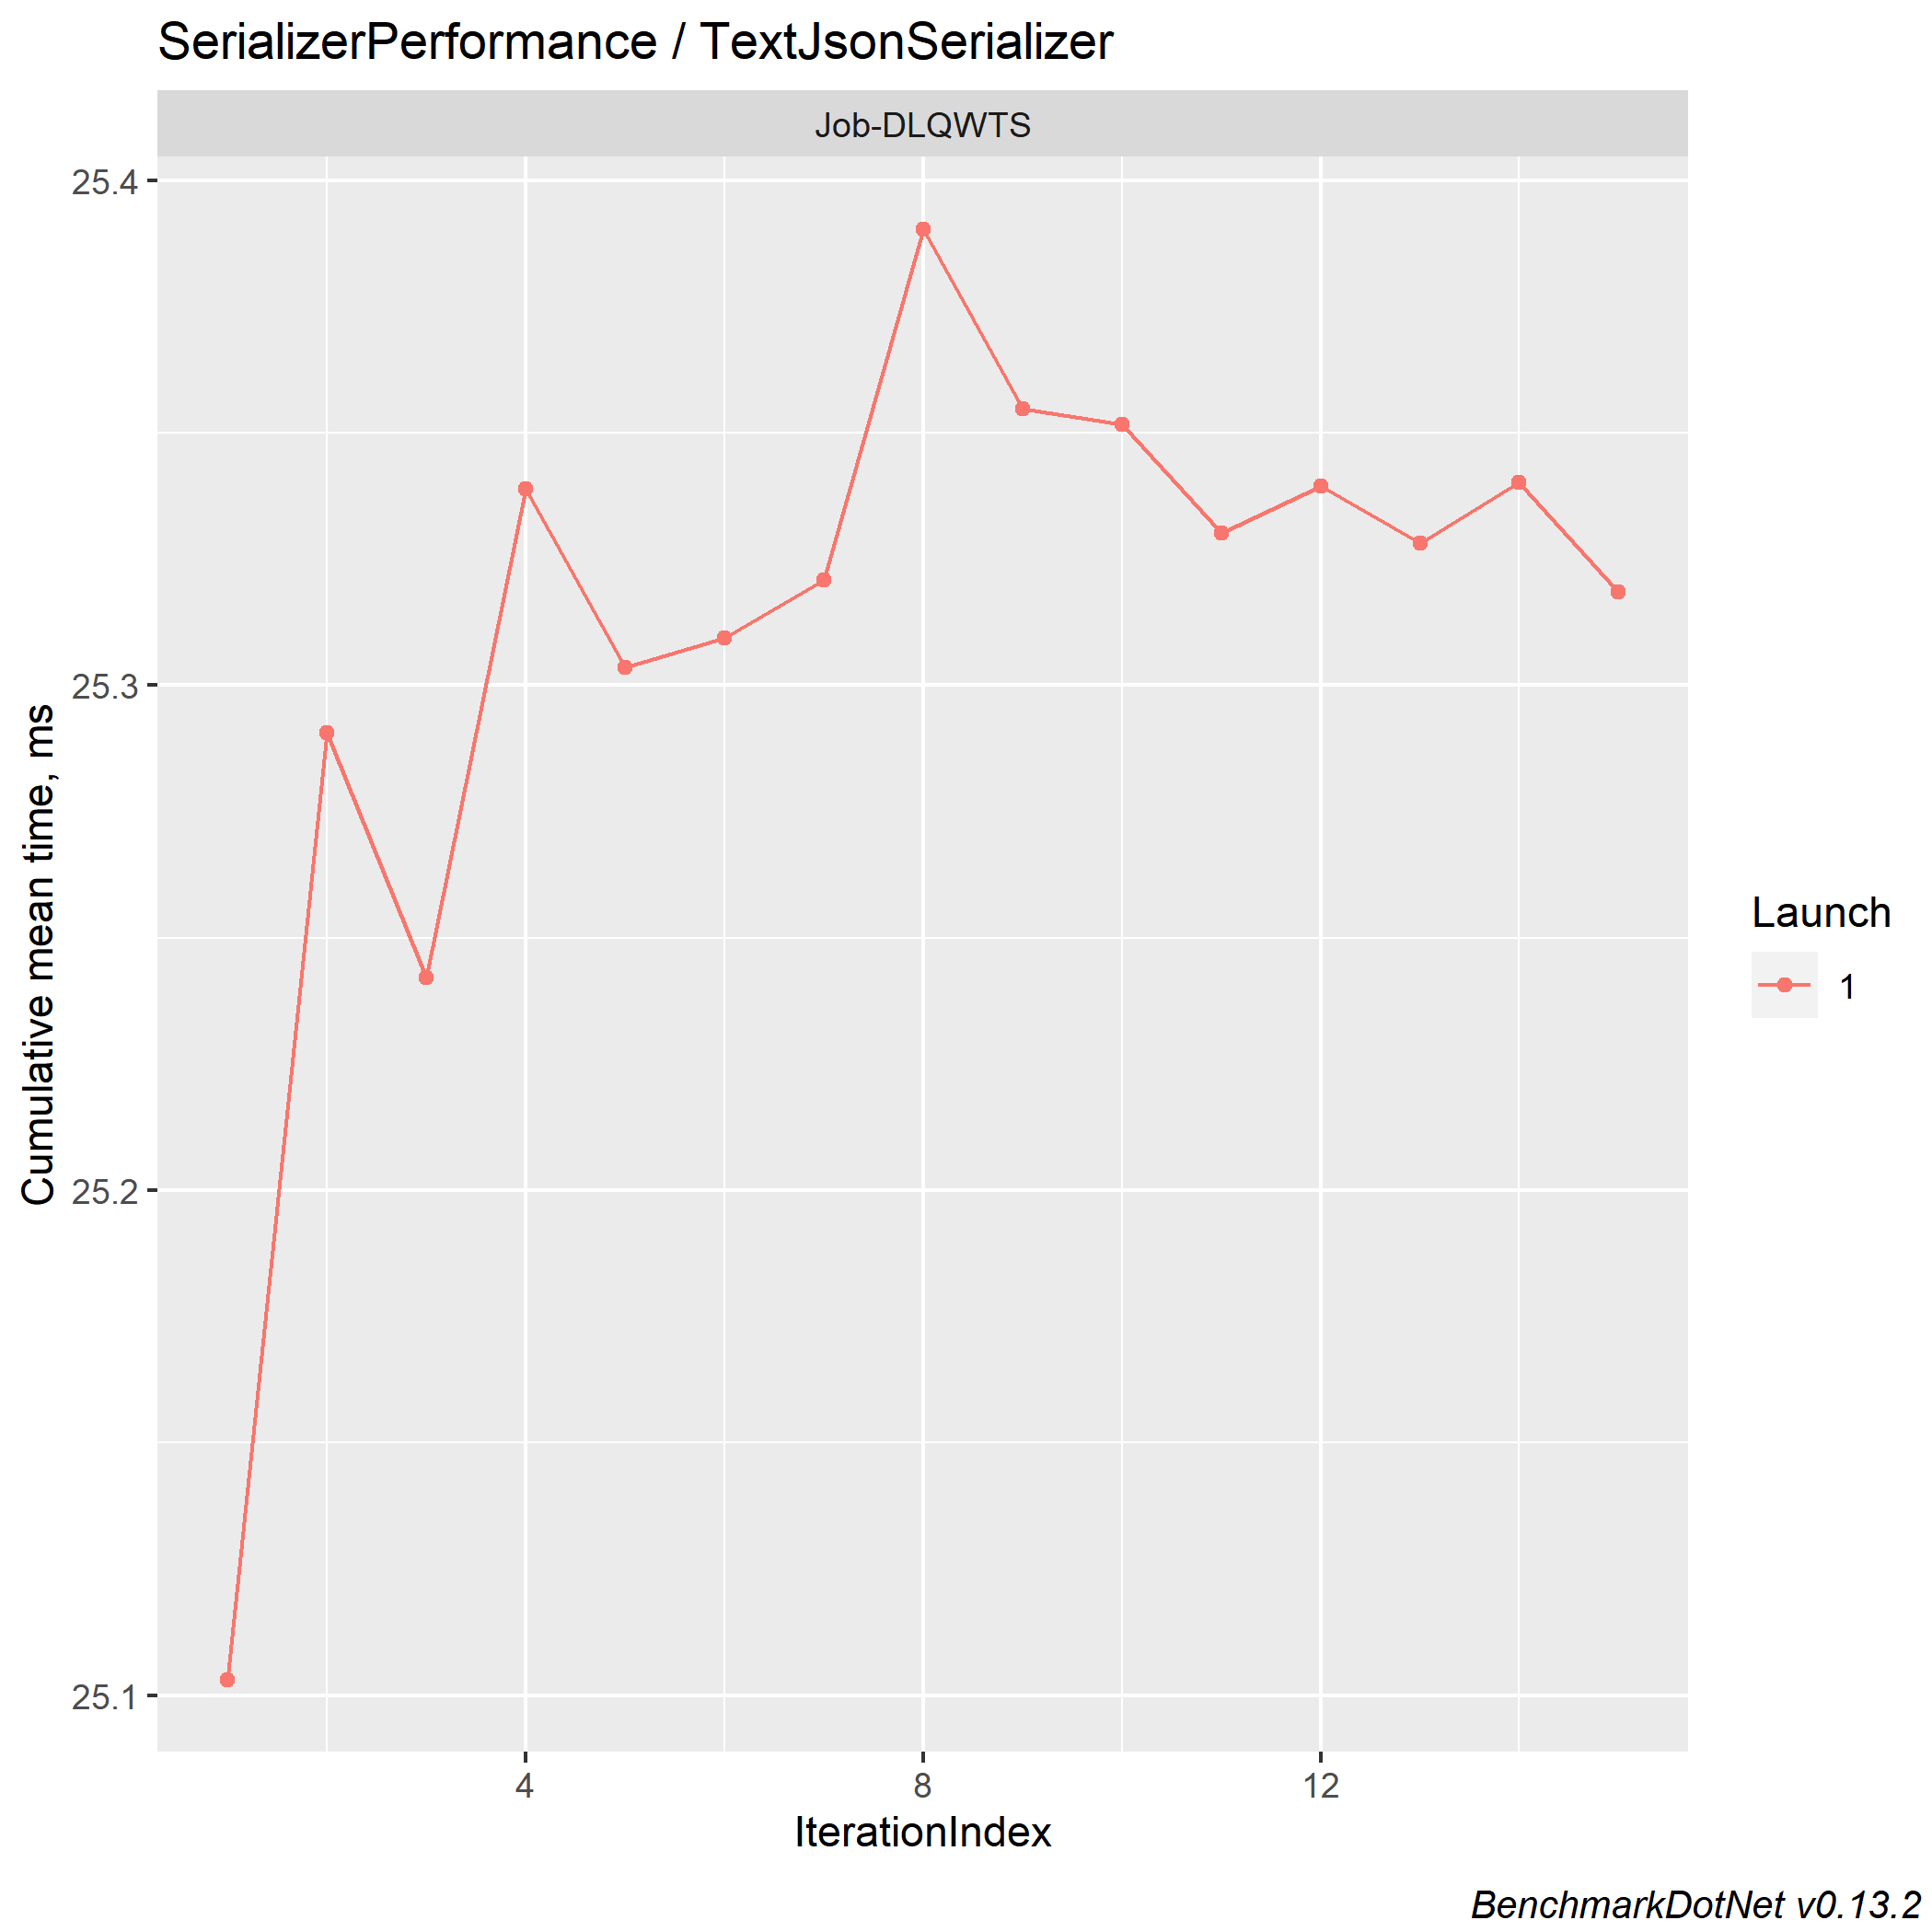 SerializerPerformance / TextJsonSerializer
Job-DLQWTS
Cumulative mean time, ms
25.4
25.3
25.2
25.1
4 8 12
IterationIndex
Launch
1
BenchmarkDotNet v0.13.2